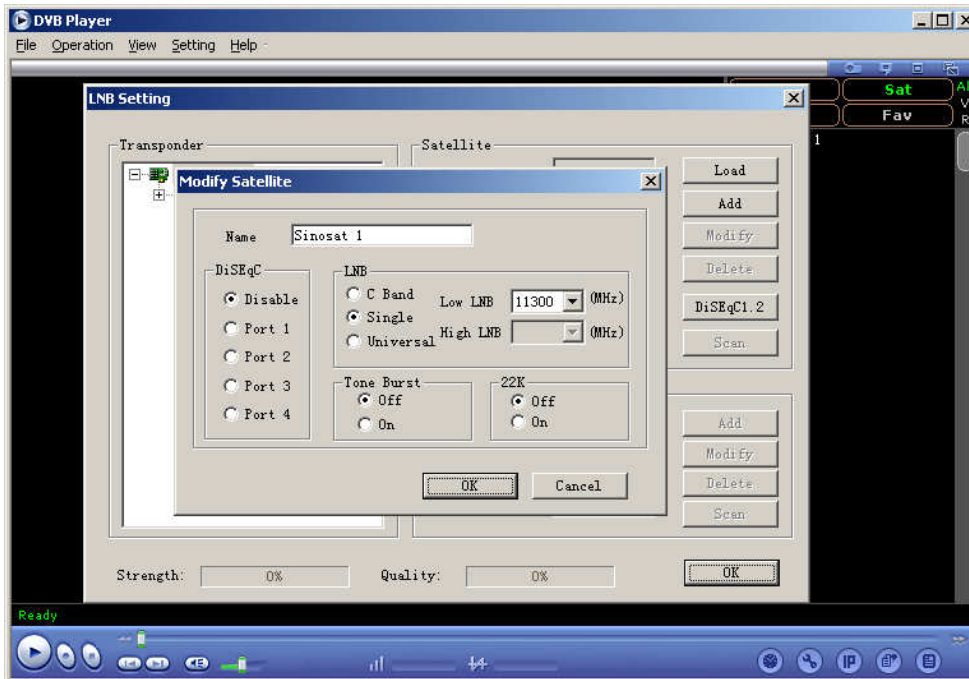 DVB Player
File Operation View Setting Help
LNB Setting
Sat
Fav
1
Transponder
Satellite
Load
Add
Modify
Delete
DiSEqC1.2
Scan
Modify Satellite
Name Sinosat 1
DiSEqC
Disable
Port 1
Port 2
Port 3
Port 4
LNB
C Band
Single
Universal
Low LNB 11300 (MHz)
High LNB (MHz)
Tone Burst
Off
On
22K
Off
On
OK Cancel
Add
Modify
Delete
Scan
Strength: 0% Quality: 0% OK
Ready
IP